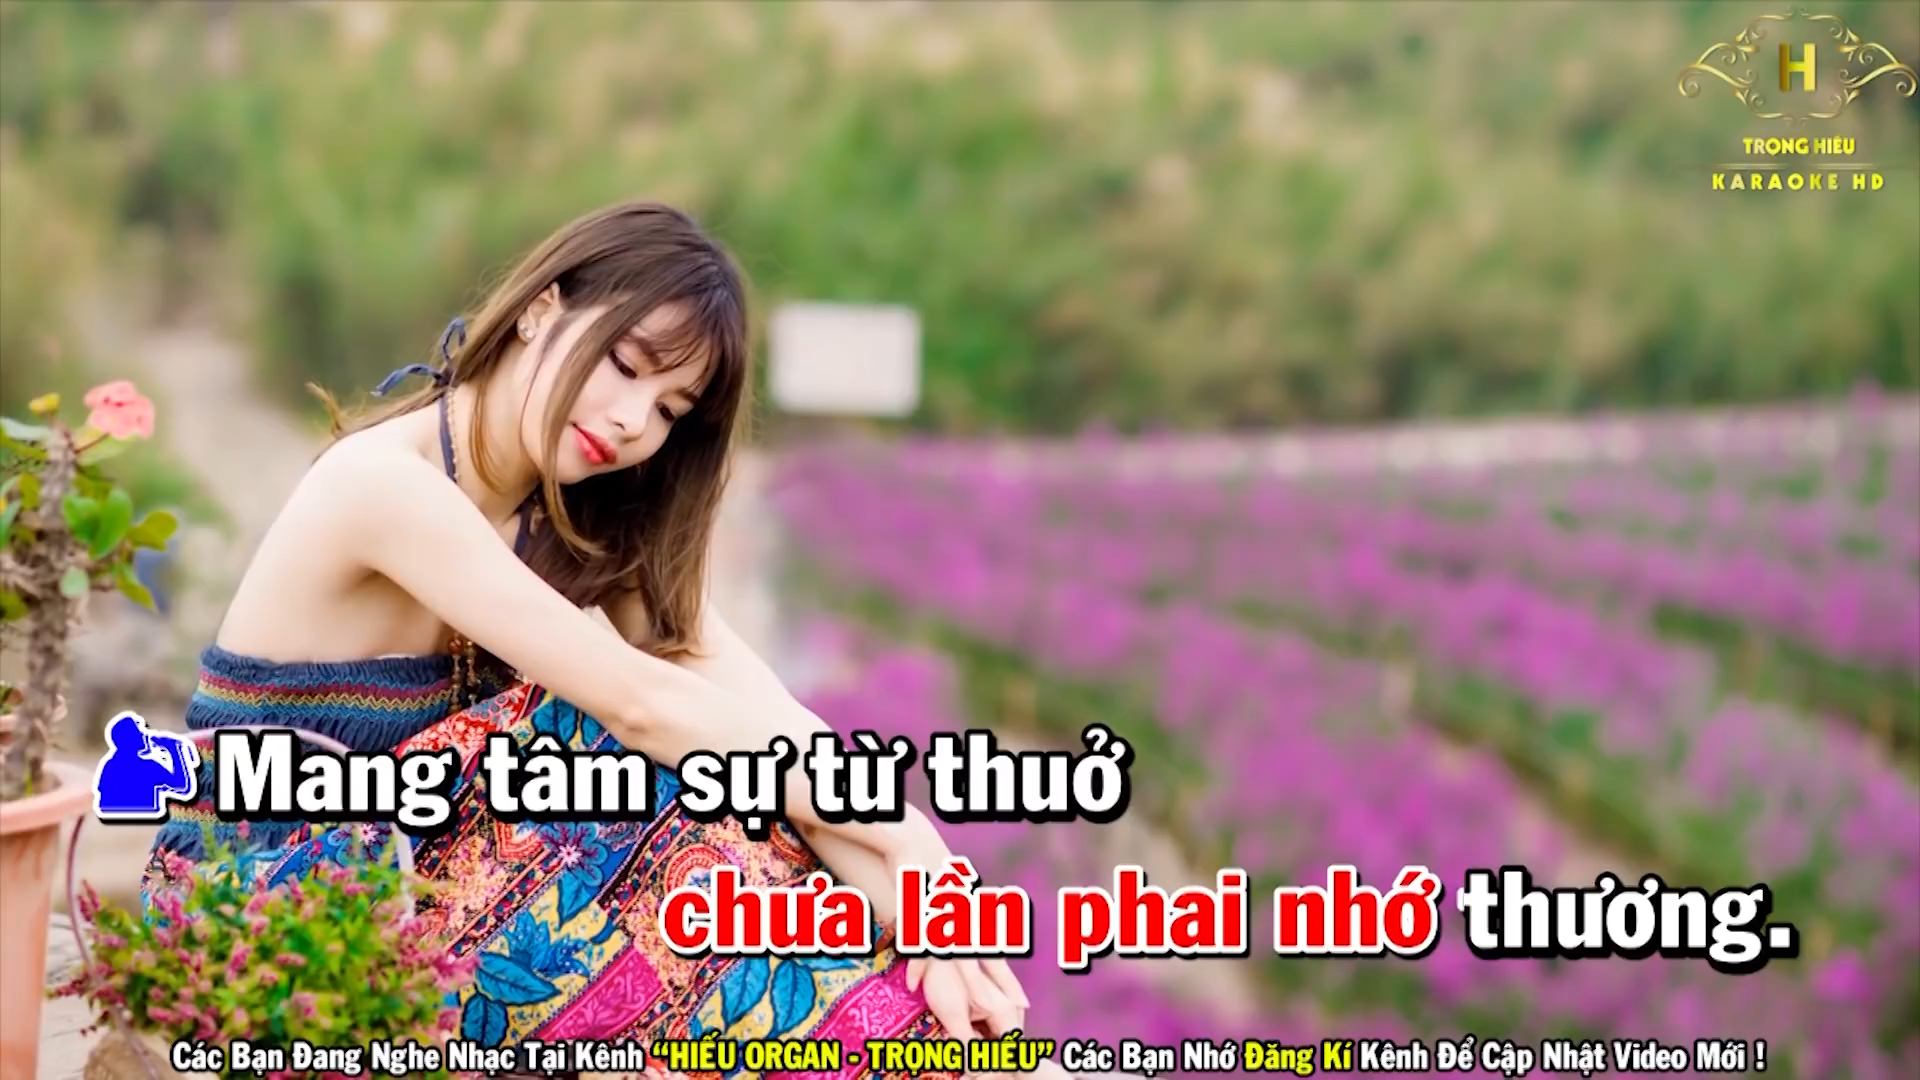 H
TRỌNG HIẾU
KARAOKE HD
Mang tâm sự từ thuở
chưa lần phai nhớ thương.
Các Bạn Đang Nghe Nhạc Tại Kênh “HIẾU ORGAN - TRỌNG HIẾU” Các Bạn Nhớ Đăng Kí Kênh Để Cập Nhật Video Mới !